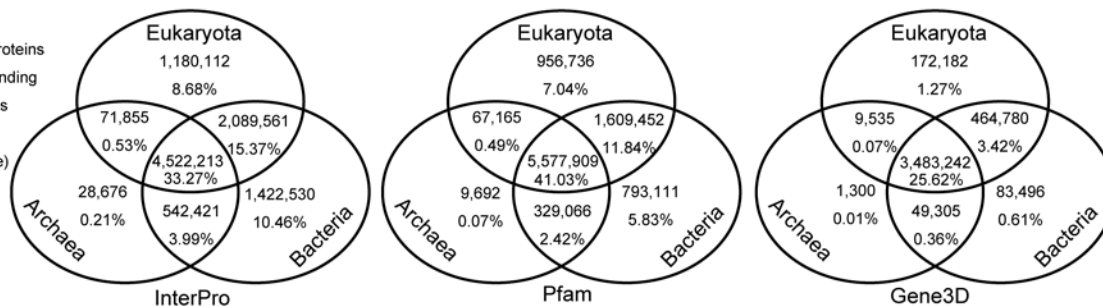 roteins
nding
s
e)
Eukaryota
1,180,112
8.68%
71,855
0.53%
2,089,561
15.37%
4,522,213
33.27%
28,676
0.21%
542,421
3.99%
1,422,530
10.46%
Archaea
Bacteria
InterPro
Eukaryota
956,736
7.04%
67,165
0.49%
1,609,452
11.84%
5,577,909
41.03%
9,692
0.07%
329,066
2.42%
793,111
5.83%
Archaea
Bacteria
Pfam
Eukaryota
172,182
1.27%
9,535
0.07%
464,780
3.42%
3,483,242
25.62%
1,300
0.01%
49,305
0.36%
83,496
0.61%
Archaea
Bacteria
Gene3D